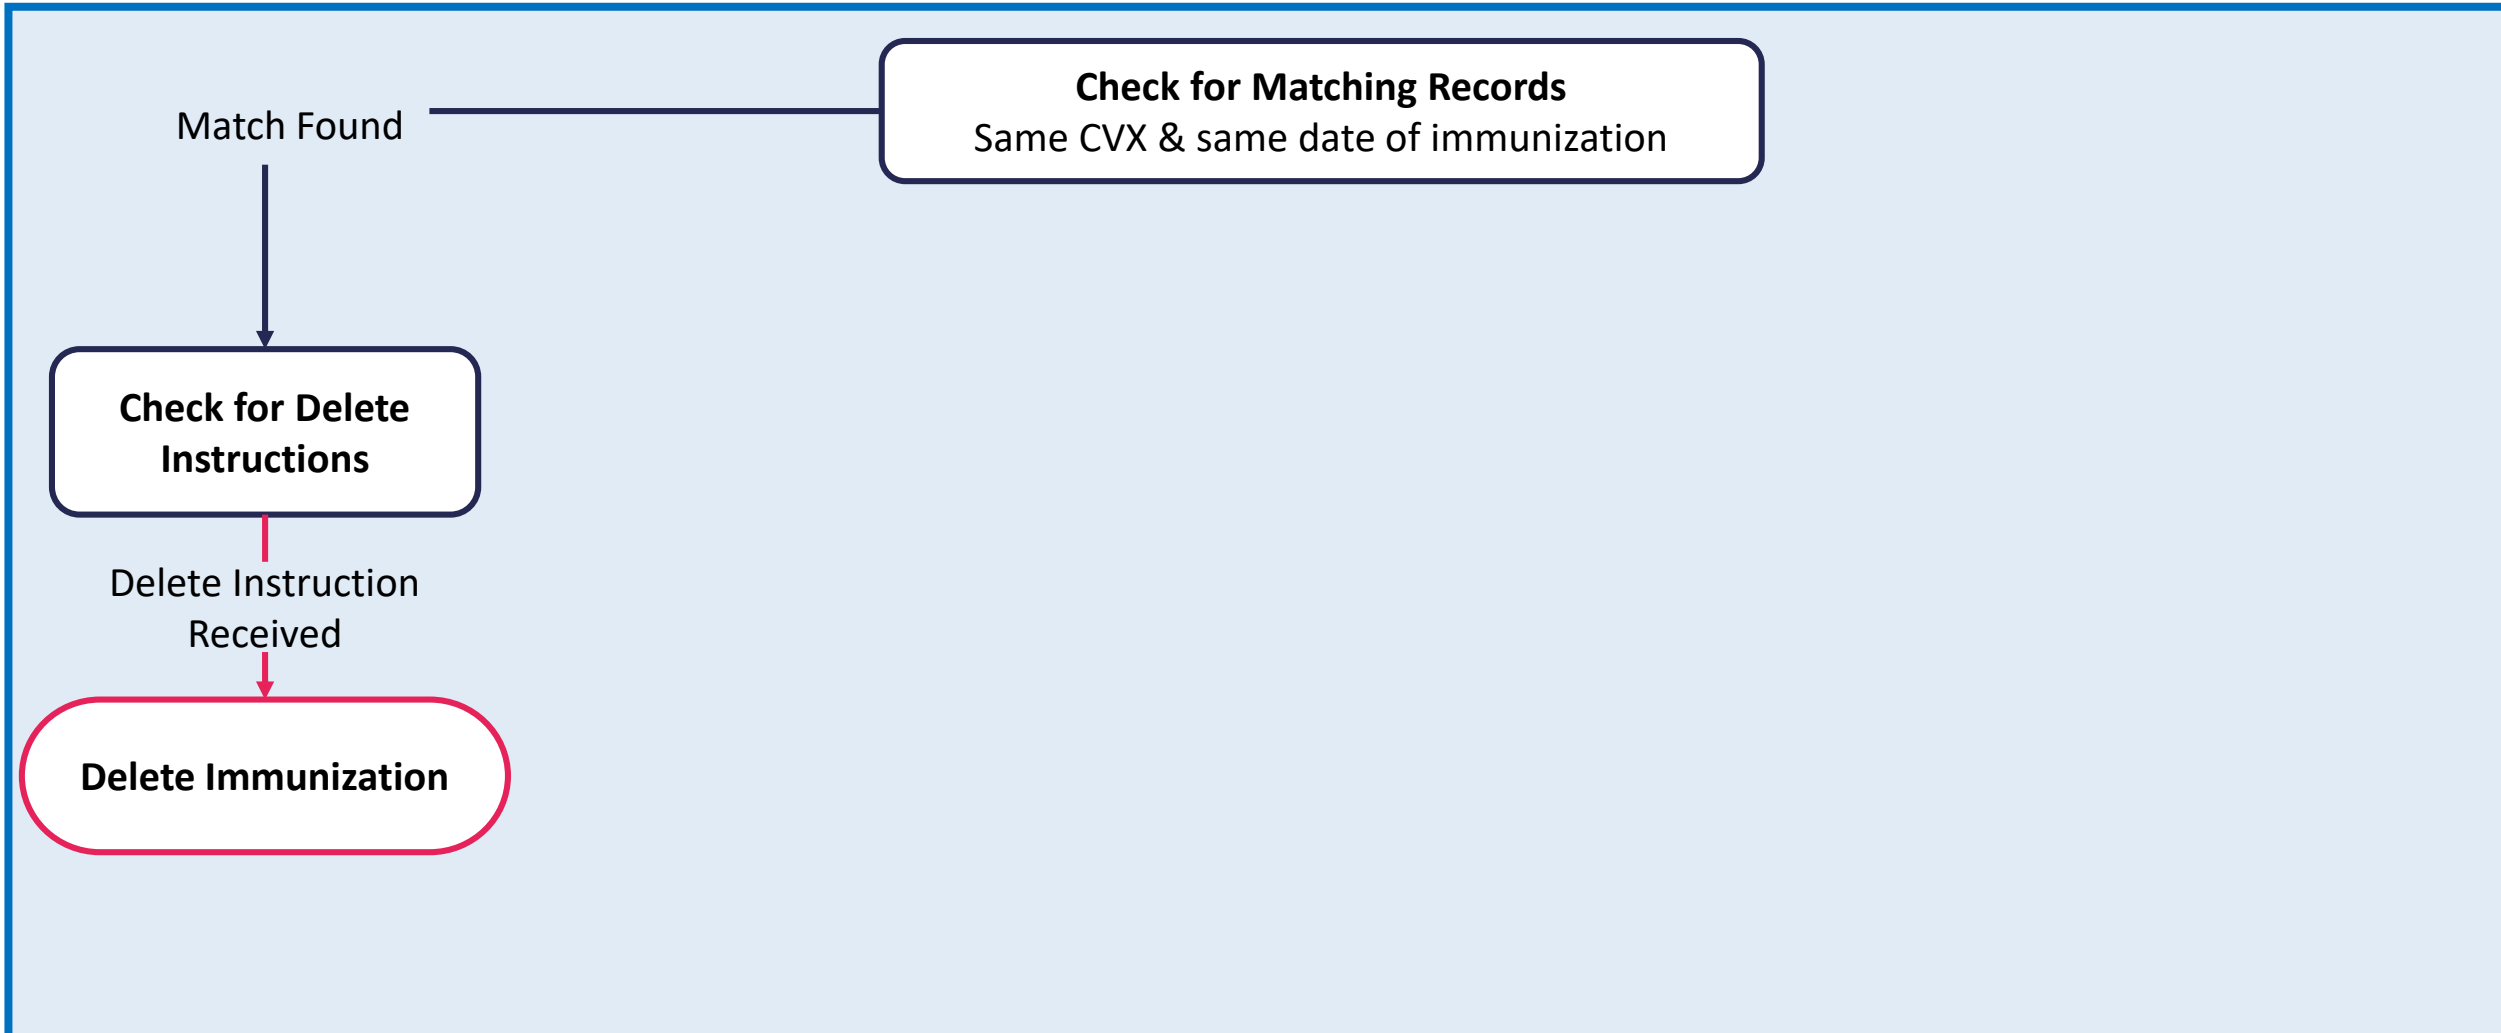 Check for Matching Records
Same CVX & same date of immunization
Match Found
Check for Delete
Instructions
Delete Instruction
Received
Delete Immunization